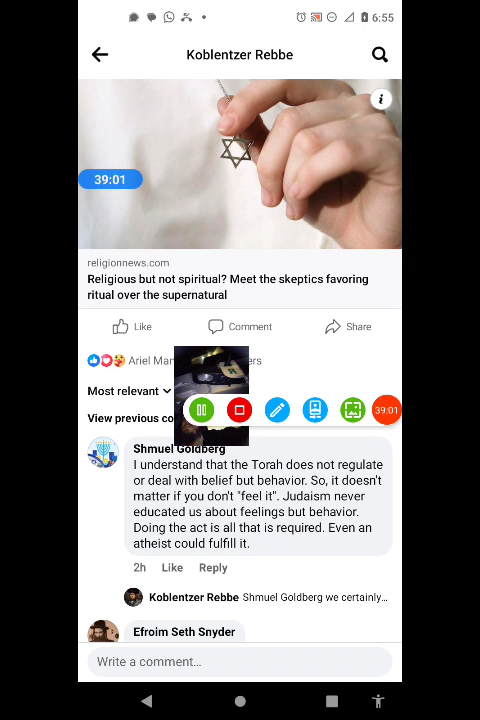 6:55
Koblentzer Rebbe
i
39:01
religionnews.com
Religious but not spiritual? Meet the skeptics favoring
ritual over the supernatural
Like Comment Share
Ariel
Most relevant
View previous
39:01
Shmuel Goldberg
I understand that the Torah does not regulate
or deal with belief but behavior. So, it doesn't
matter if you don't "feel it". Judaism never
educated us about feelings but behavior.
Doing the act is all that is required. Even an
atheist could fulfill it.
2h Like Reply
Koblentzer Rebbe Shmuel Goldberg we certainly...
Efroim Seth Snyder
Write a comment...